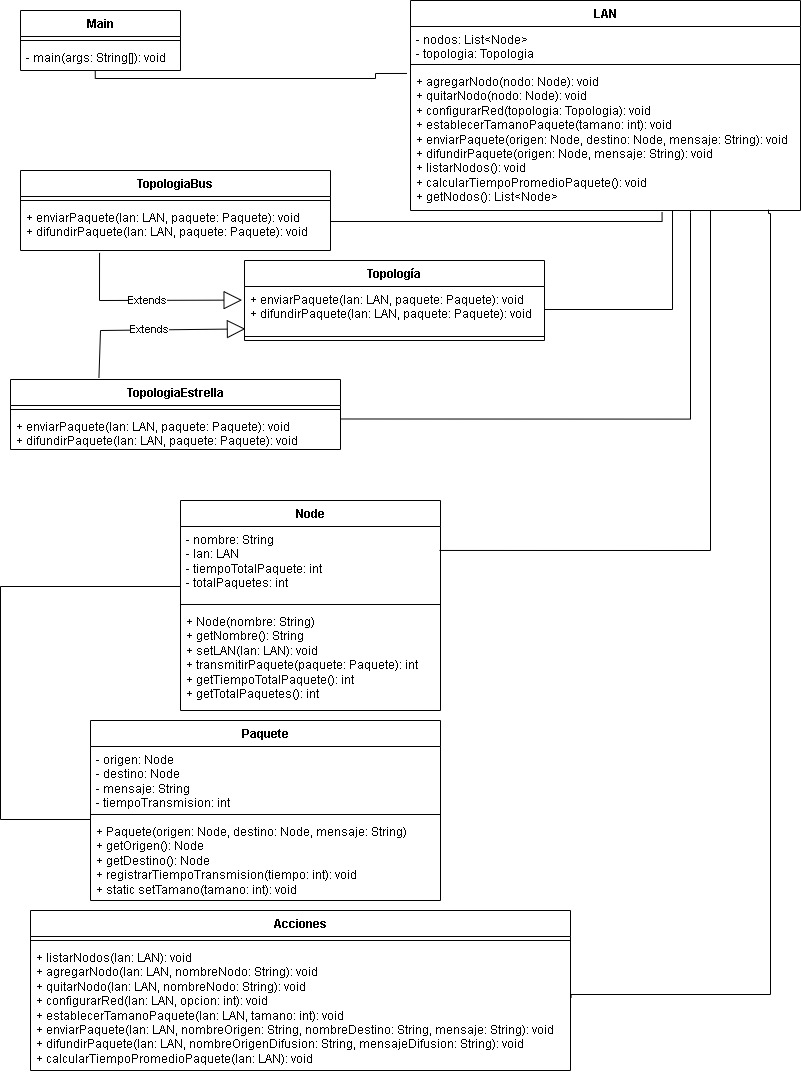 Main
- main(args: String[]): void
LAN
- nodos: List<Node>
- topologia: Topologia
+ agregarNodo(nodo: Node): void
+ quitarNodo(nodo: Node): void
+ configurarRed(topologia: Topologia): void
+ establecerTamanoPaquete(tamano: int): void
+ enviarPaquete(origen: Node, destino: Node, mensaje: String): void
+ difundirPaquete(origen: Node, mensaje: String): void
+ listarNodos(): void
+ calcularTiempoPromedioPaquete(): void
+ getNodos(): List<Node>
TopologiaBus
+ enviarPaquete(lan: LAN, paquete: Paquete): void
+ difundirPaquete(lan: LAN, paquete: Paquete): void
Topología
+ enviarPaquete(lan: LAN, paquete: Paquete): void
+ difundirPaquete(lan: LAN, paquete: Paquete): void
Extends
Extends
TopologiaEstrella
+ enviarPaquete(lan: LAN, paquete: Paquete): void
+ difundirPaquete(lan: LAN, paquete: Paquete): void
Node
- nombre: String
- lan: LAN
- tiempoTotalPaquete: int
- totalPaquetes: int
+ Node(nombre: String)
+ getNombre(): String
+ setLAN(lan: LAN): void
+ transmitirPaquete(paquete: Paquete): int
+ getTiempoTotalPaquete(): int
+ getTotalPaquetes(): int
Paquete
- origen: Node
- destino: Node
- mensaje: String
- tiempoTransmision: int
+ Paquete(origen: Node, destino: Node, mensaje: String)
+ getOrigen(): Node
+ getDestino(): Node
+ registrarTiempoTransmision(tiempo: int): void
+ static setTamano(tamano: int): void
Acciones
+ listarNodos(lan: LAN): void
+ agregarNodo(lan: LAN, nombreNodo: String): void
+ quitarNodo(lan: LAN, nombreNodo: String): void
+ configurarRed(lan: LAN, opcion: int): void
+ establecerTamanoPaquete(lan: LAN, tamano: int): void
+ enviarPaquete(lan: LAN, nombreOrigen: String, nombreDestino: String, mensaje: String): void
+ difundirPaquete(lan: LAN, nombreOrigenDifusion: String, mensajeDifusion: String): void
+ calcularTiempoPromedioPaquete(lan: LAN): void